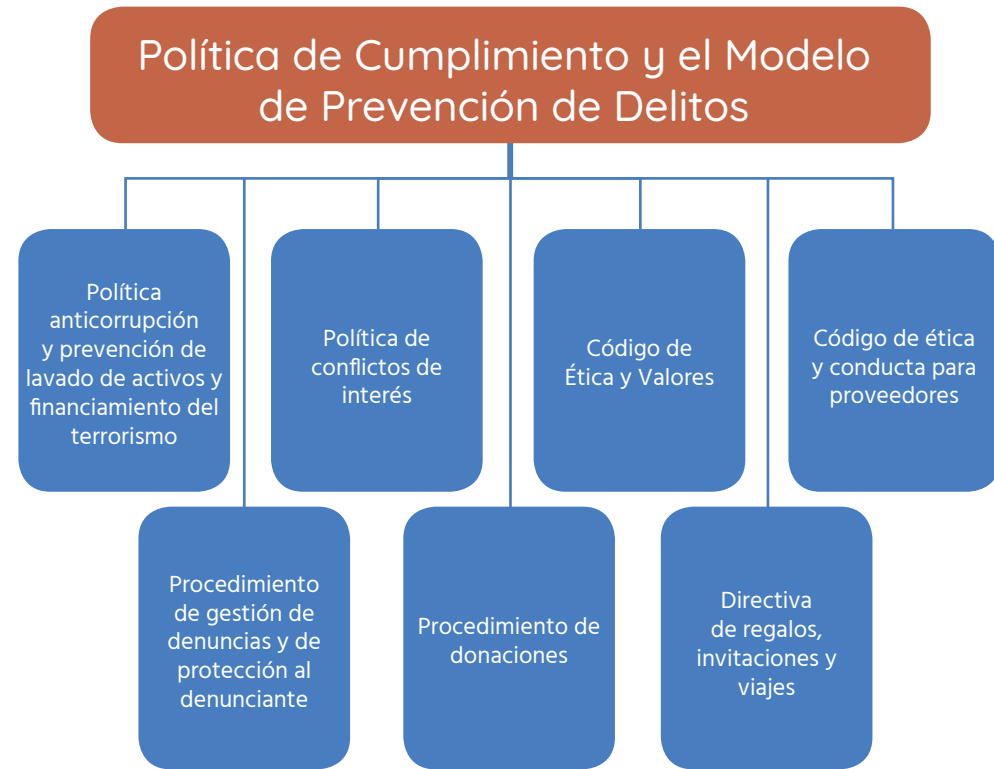 Política de Cumplimiento y el Modelo
de Prevención de Delitos
Política
anticorrupción
y prevención de
lavado de activos y
financiamiento del
terrorismo
Política de
conflictos de
interés
Código de
Ética y Valores
Código de ética
y conducta para
proveedores
Procedimiento
de gestión de
denuncias y de
protección al
denunciante
Procedimiento de
donaciones
Directiva
de regalos,
invitaciones y
viajes